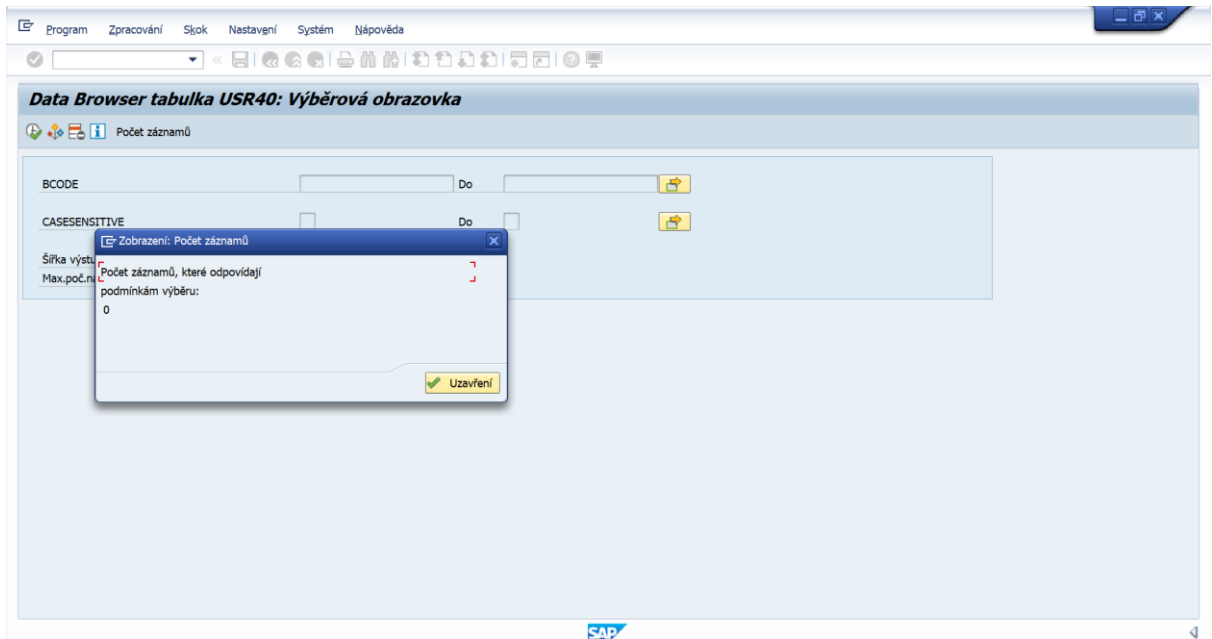 Program Zpracování Skok Nastavení Systém Nápověda
Data Browser tabulka USR40: Výběrová obrazovka
Počet záznamů
BCODE Do
CASESENSITIVE Do
Zobrazení: Počet záznamů
Šířka výstu
Počet záznamů, které odpovídají
Max.poč.ná
podmínkám výběru:
0
Uzavření
SAP